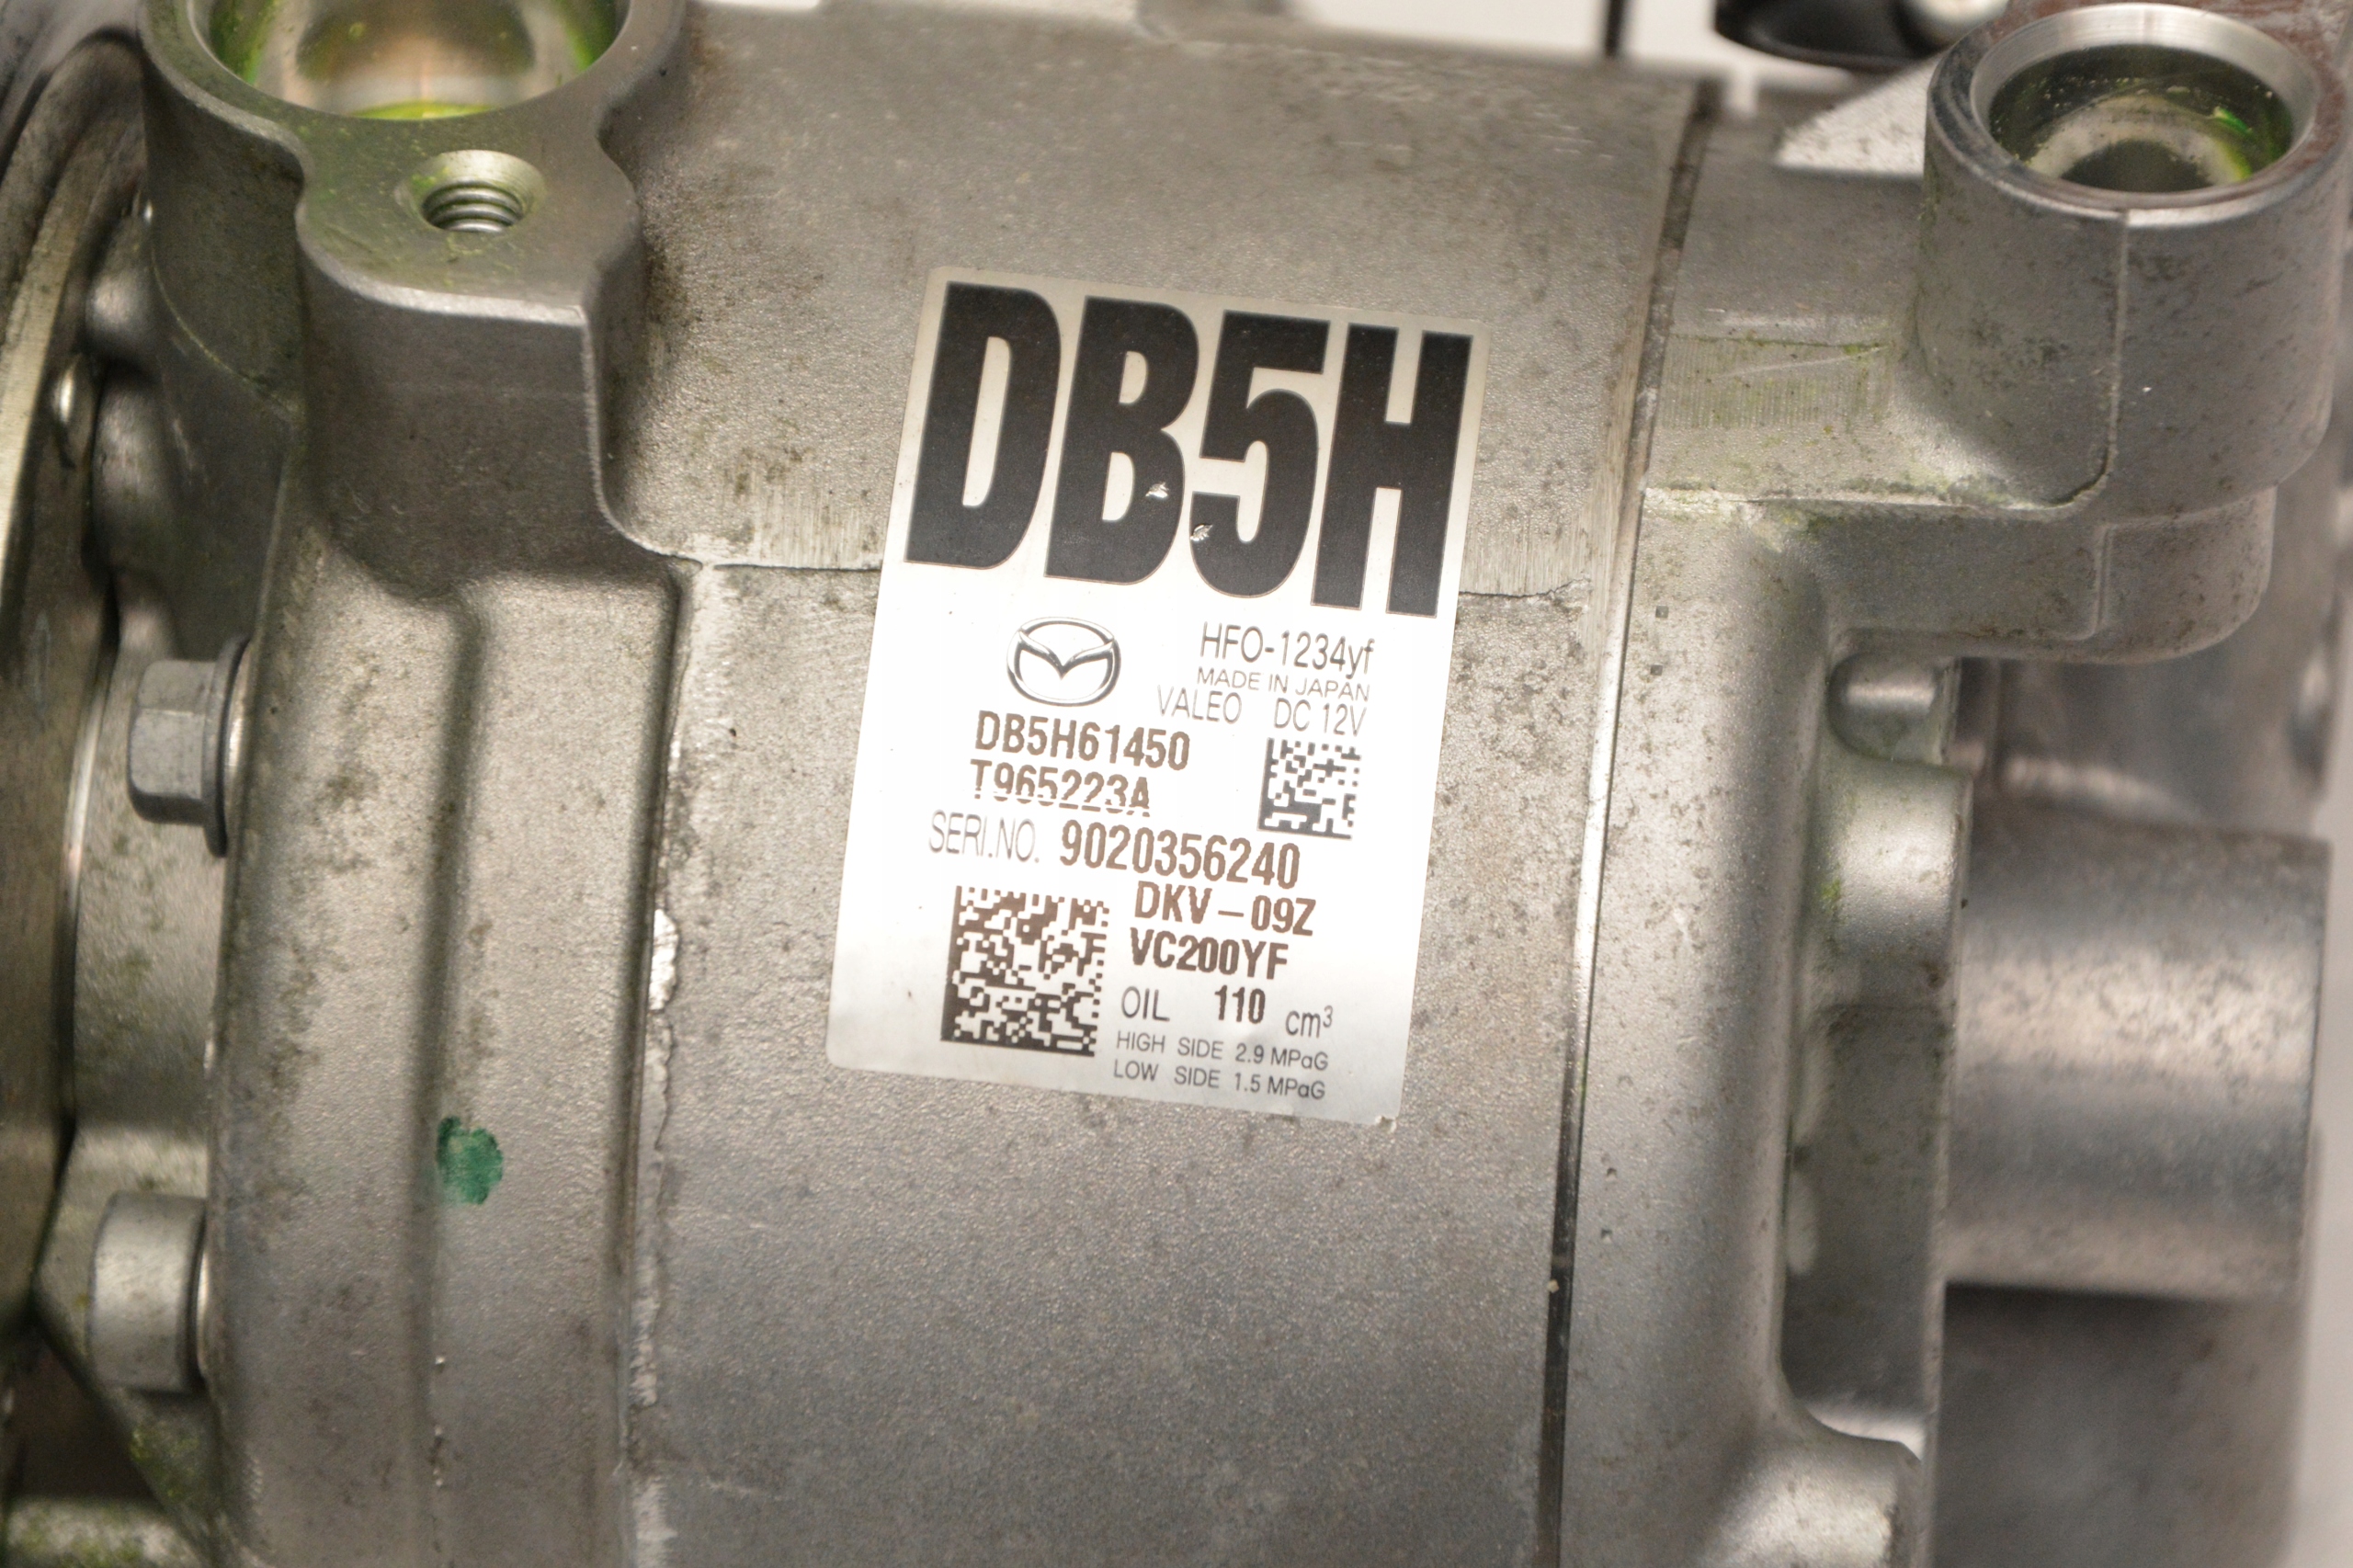 DB5H
HFO-1234yf
MADE IN JAPAN
VALEO DC 12V
DB5H61450
T965223A
SERI.NO. 9020356240
DKV-09Z
VC200YF
OIL 110 cm³
HIGH SIDE 2.9 MPaG
LOW SIDE 1.5 MPaG